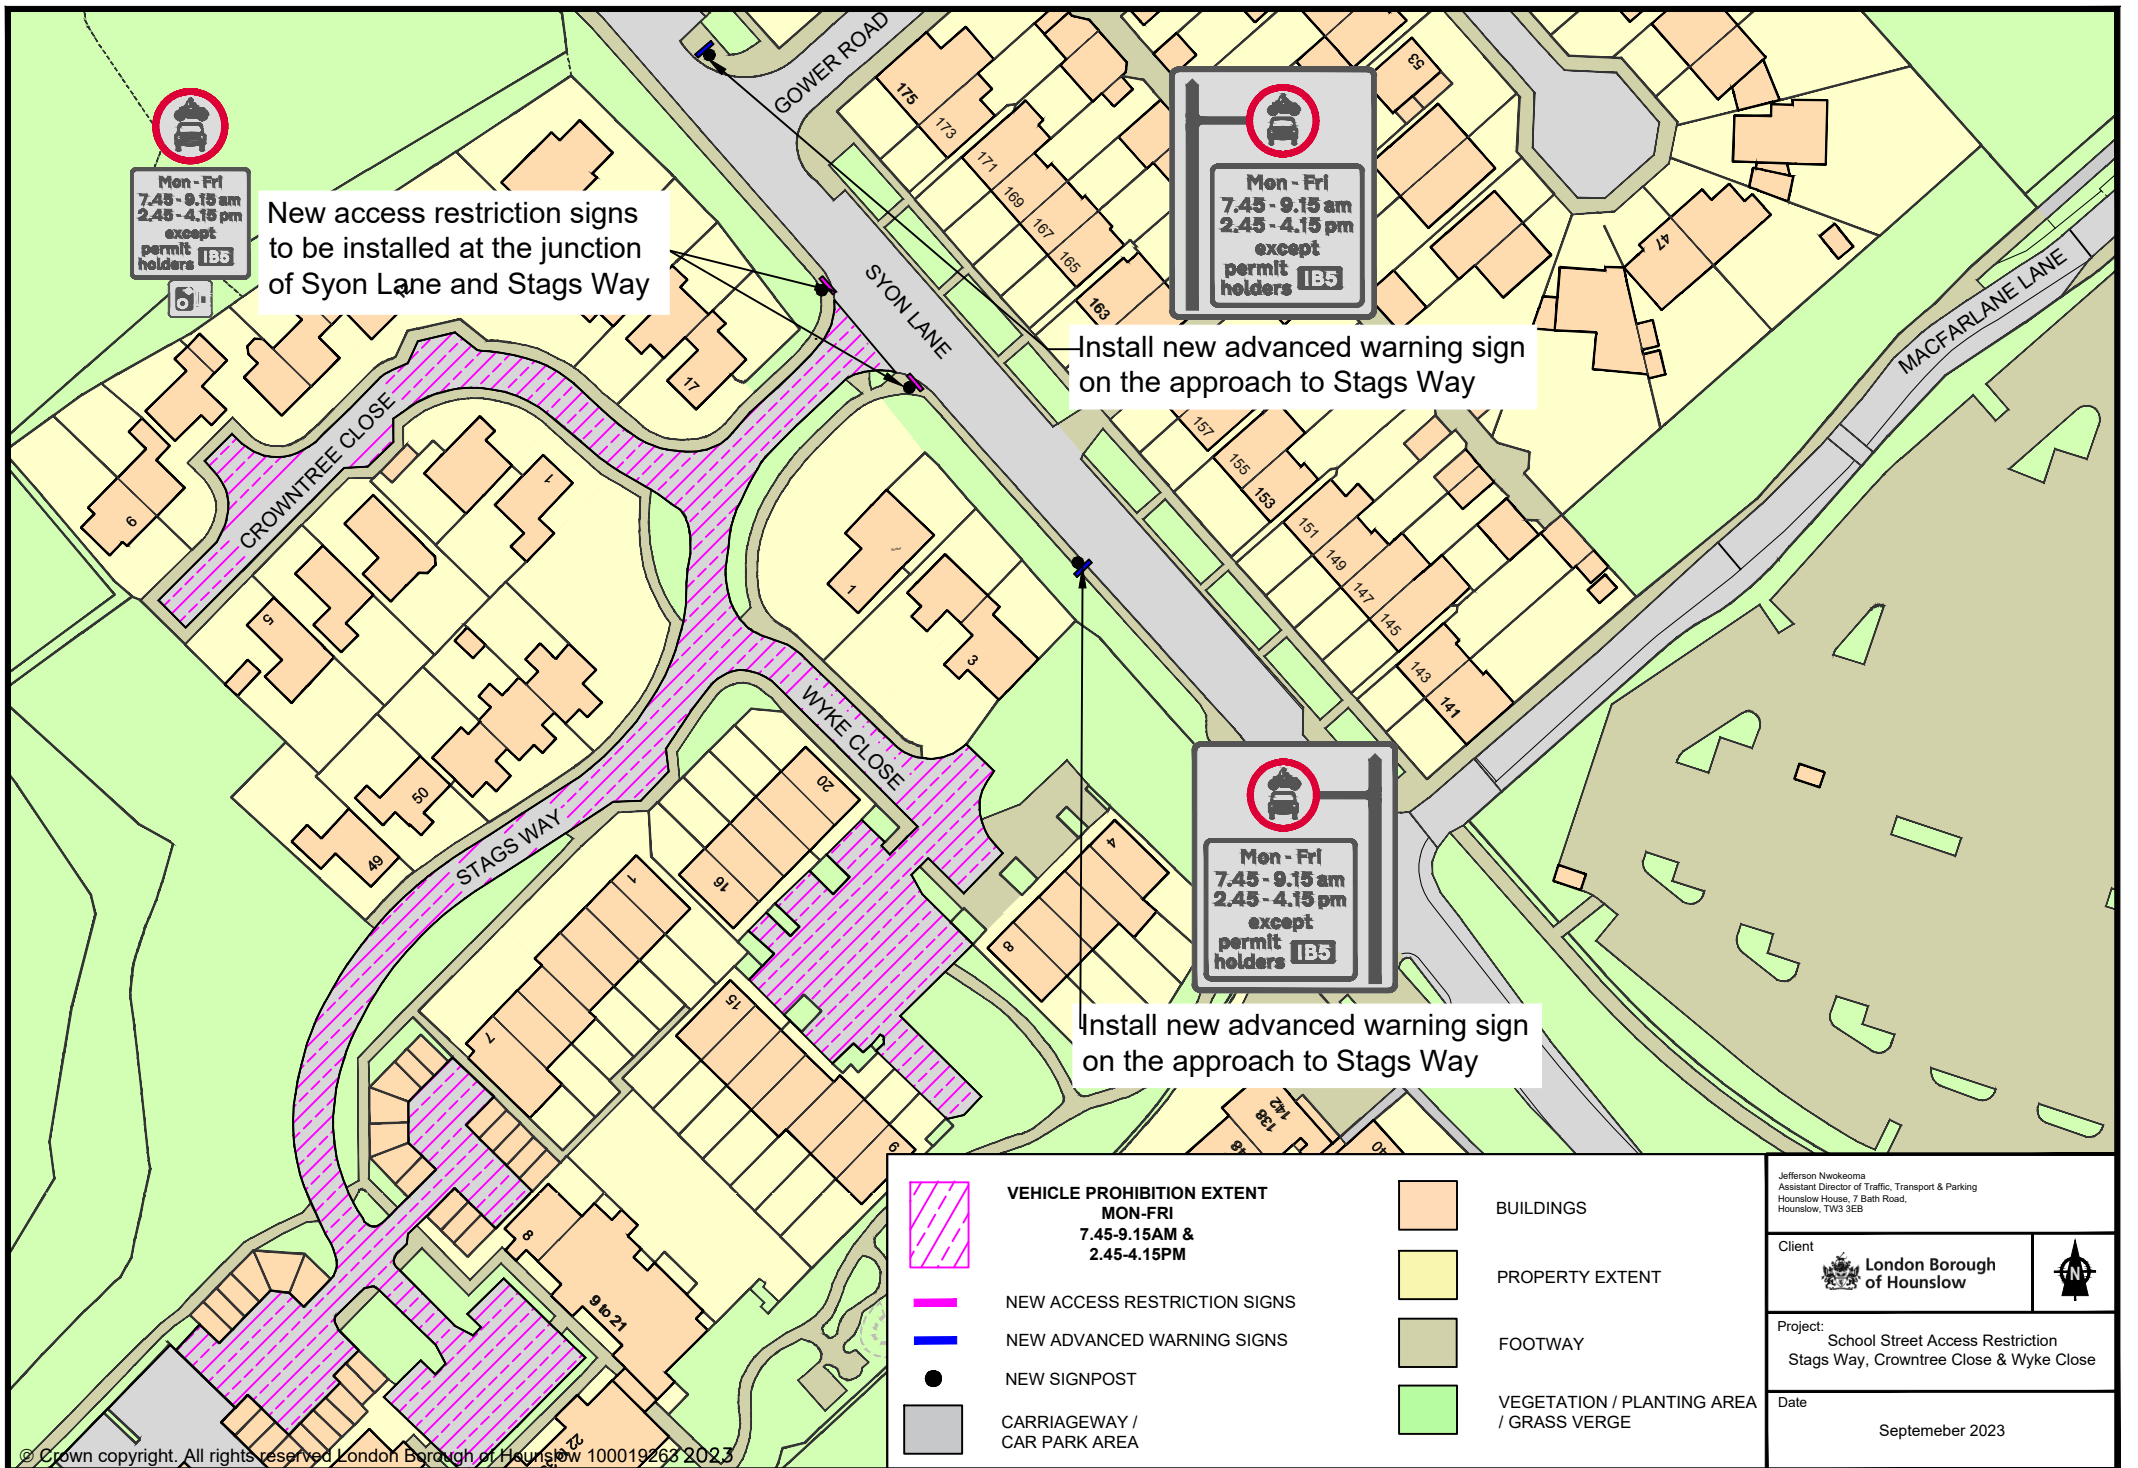 GOWER ROAD
175
173
171
169
167
165
163
53
47
Mon - Fri
7.45 - 9.15 am
2.45 - 4.15 pm
except
permit
holders IB5
New access restriction signs
to be installed at the junction
of Syon Lane and Stags Way
Mon - Fri
7.45 - 9.15 am
2.45 - 4.15 pm
except
permit
holders IB5
Install new advanced warning sign
on the approach to Stags Way
SYON LANE
MACFARLANE LANE
17
CROWNTREE CLOSE
6
1
5
1
3
157
155
153
151
149
147
145
143
141
WYKE CLOSE
STAGS WAY
50
49
20
16
1
7
15
9
4
8
Mon - Fri
7.45 - 9.15 am
2.45 - 4.15 pm
except
permit
holders IB5
Install new advanced warning sign
on the approach to Stags Way
142
138
8
9 to 21
22
VEHICLE PROHIBITION EXTENT
MON-FRI
7.45-9.15AM &
2.45-4.15PM
NEW ACCESS RESTRICTION SIGNS
NEW ADVANCED WARNING SIGNS
NEW SIGNPOST
CARRIAGEWAY /
CAR PARK AREA
BUILDINGS
PROPERTY EXTENT
FOOTWAY
VEGETATION / PLANTING AREA
/ GRASS VERGE
Jefferson Nwokeoma
Assistant Director of Traffic, Transport & Parking
Hounslow House, 7 Bath Road,
Hounslow, TW3 3EB
Client
London Borough
of Hounslow
N
Project:
School Street Access Restriction
Stags Way, Crowntree Close & Wyke Close
Date
Septemeber 2023
© Crown copyright. All rights reserved London Borough of Hounslow 100019263 2023